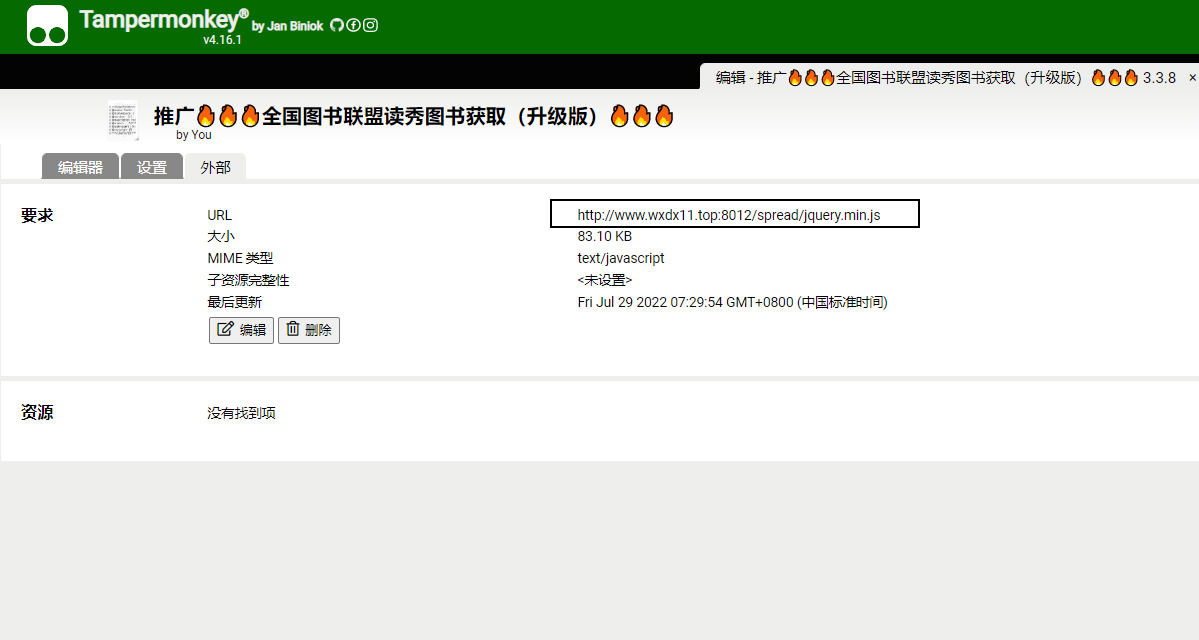 Tampermonkey® by Jan Biniok
v4.16.1
编辑 - 推广🔥🔥🔥全国图书联盟读秀图书获取（升级版）🔥🔥🔥 3.3.8 ×
推广🔥🔥🔥全国图书联盟读秀图书获取（升级版）🔥🔥🔥
by You
编辑器 设置 外部
要求 URL http://www.wxdx11.top:8012/spread/jquery.min.js
大小 83.10 KB
MIME 类型 text/javascript
子资源完整性 <未设置>
最后更新 Fri Jul 29 2022 07:29:54 GMT+0800 (中国标准时间)
编辑 删除
资源 没有找到项